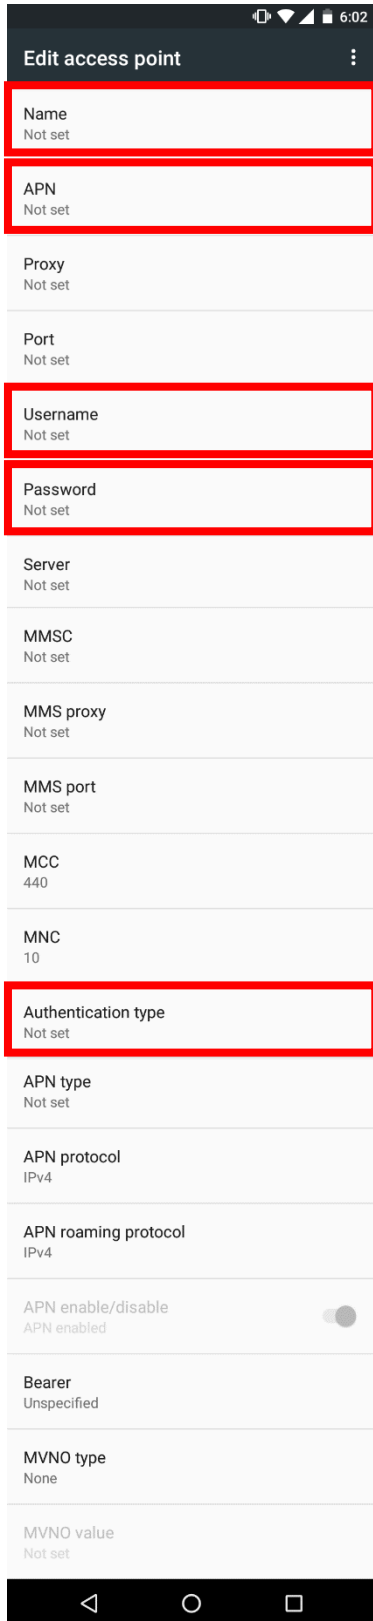 6:02
Edit access point
Name
Not set
APN
Not set
Proxy
Not set
Port
Not set
Username
Not set
Password
Not set
Server
Not set
MMSC
Not set
MMS proxy
Not set
MMS port
Not set
MCC
440
MNC
10
Authentication type
Not set
APN type
Not set
APN protocol
IPv4
APN roaming protocol
IPv4
APN enable/disable
APN enabled
Bearer
Unspecified
MVNO type
None
MVNO value
Not set